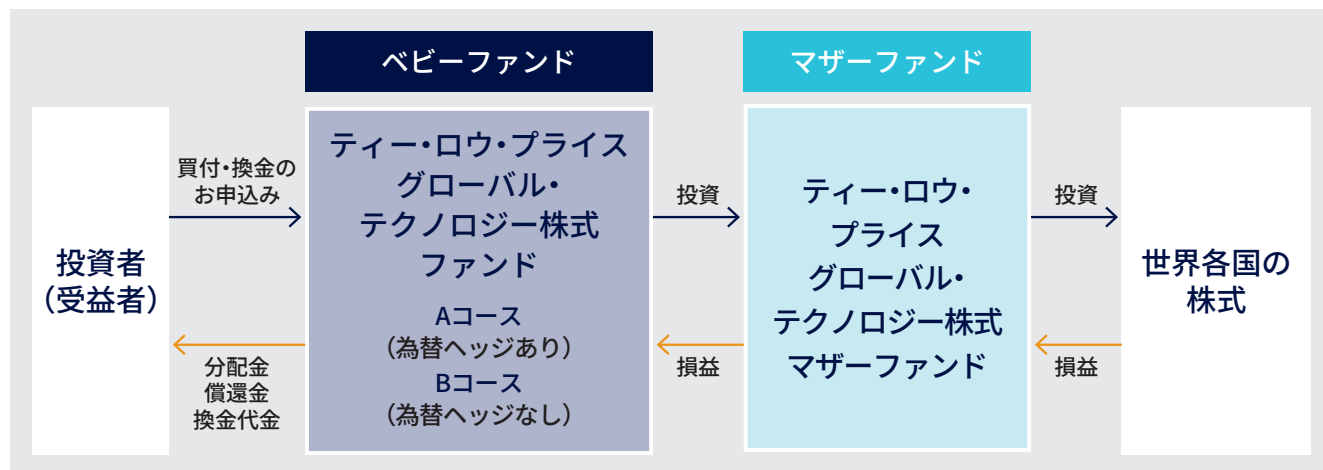 ベビーファンド
マザーファンド
投資者
（受益者）
買付・換金の
お申込み
分配金
償還金
換金代金
ティー・ロウ・プライス
グローバル・
テクノロジー株式
ファンド
Aコース
（為替ヘッジあり）
Bコース
（為替ヘッジなし）
投資
損益
ティー・ロウ・
プライス
グローバル・
テクノロジー株式
マザーファンド
投資
損益
世界各国の
株式